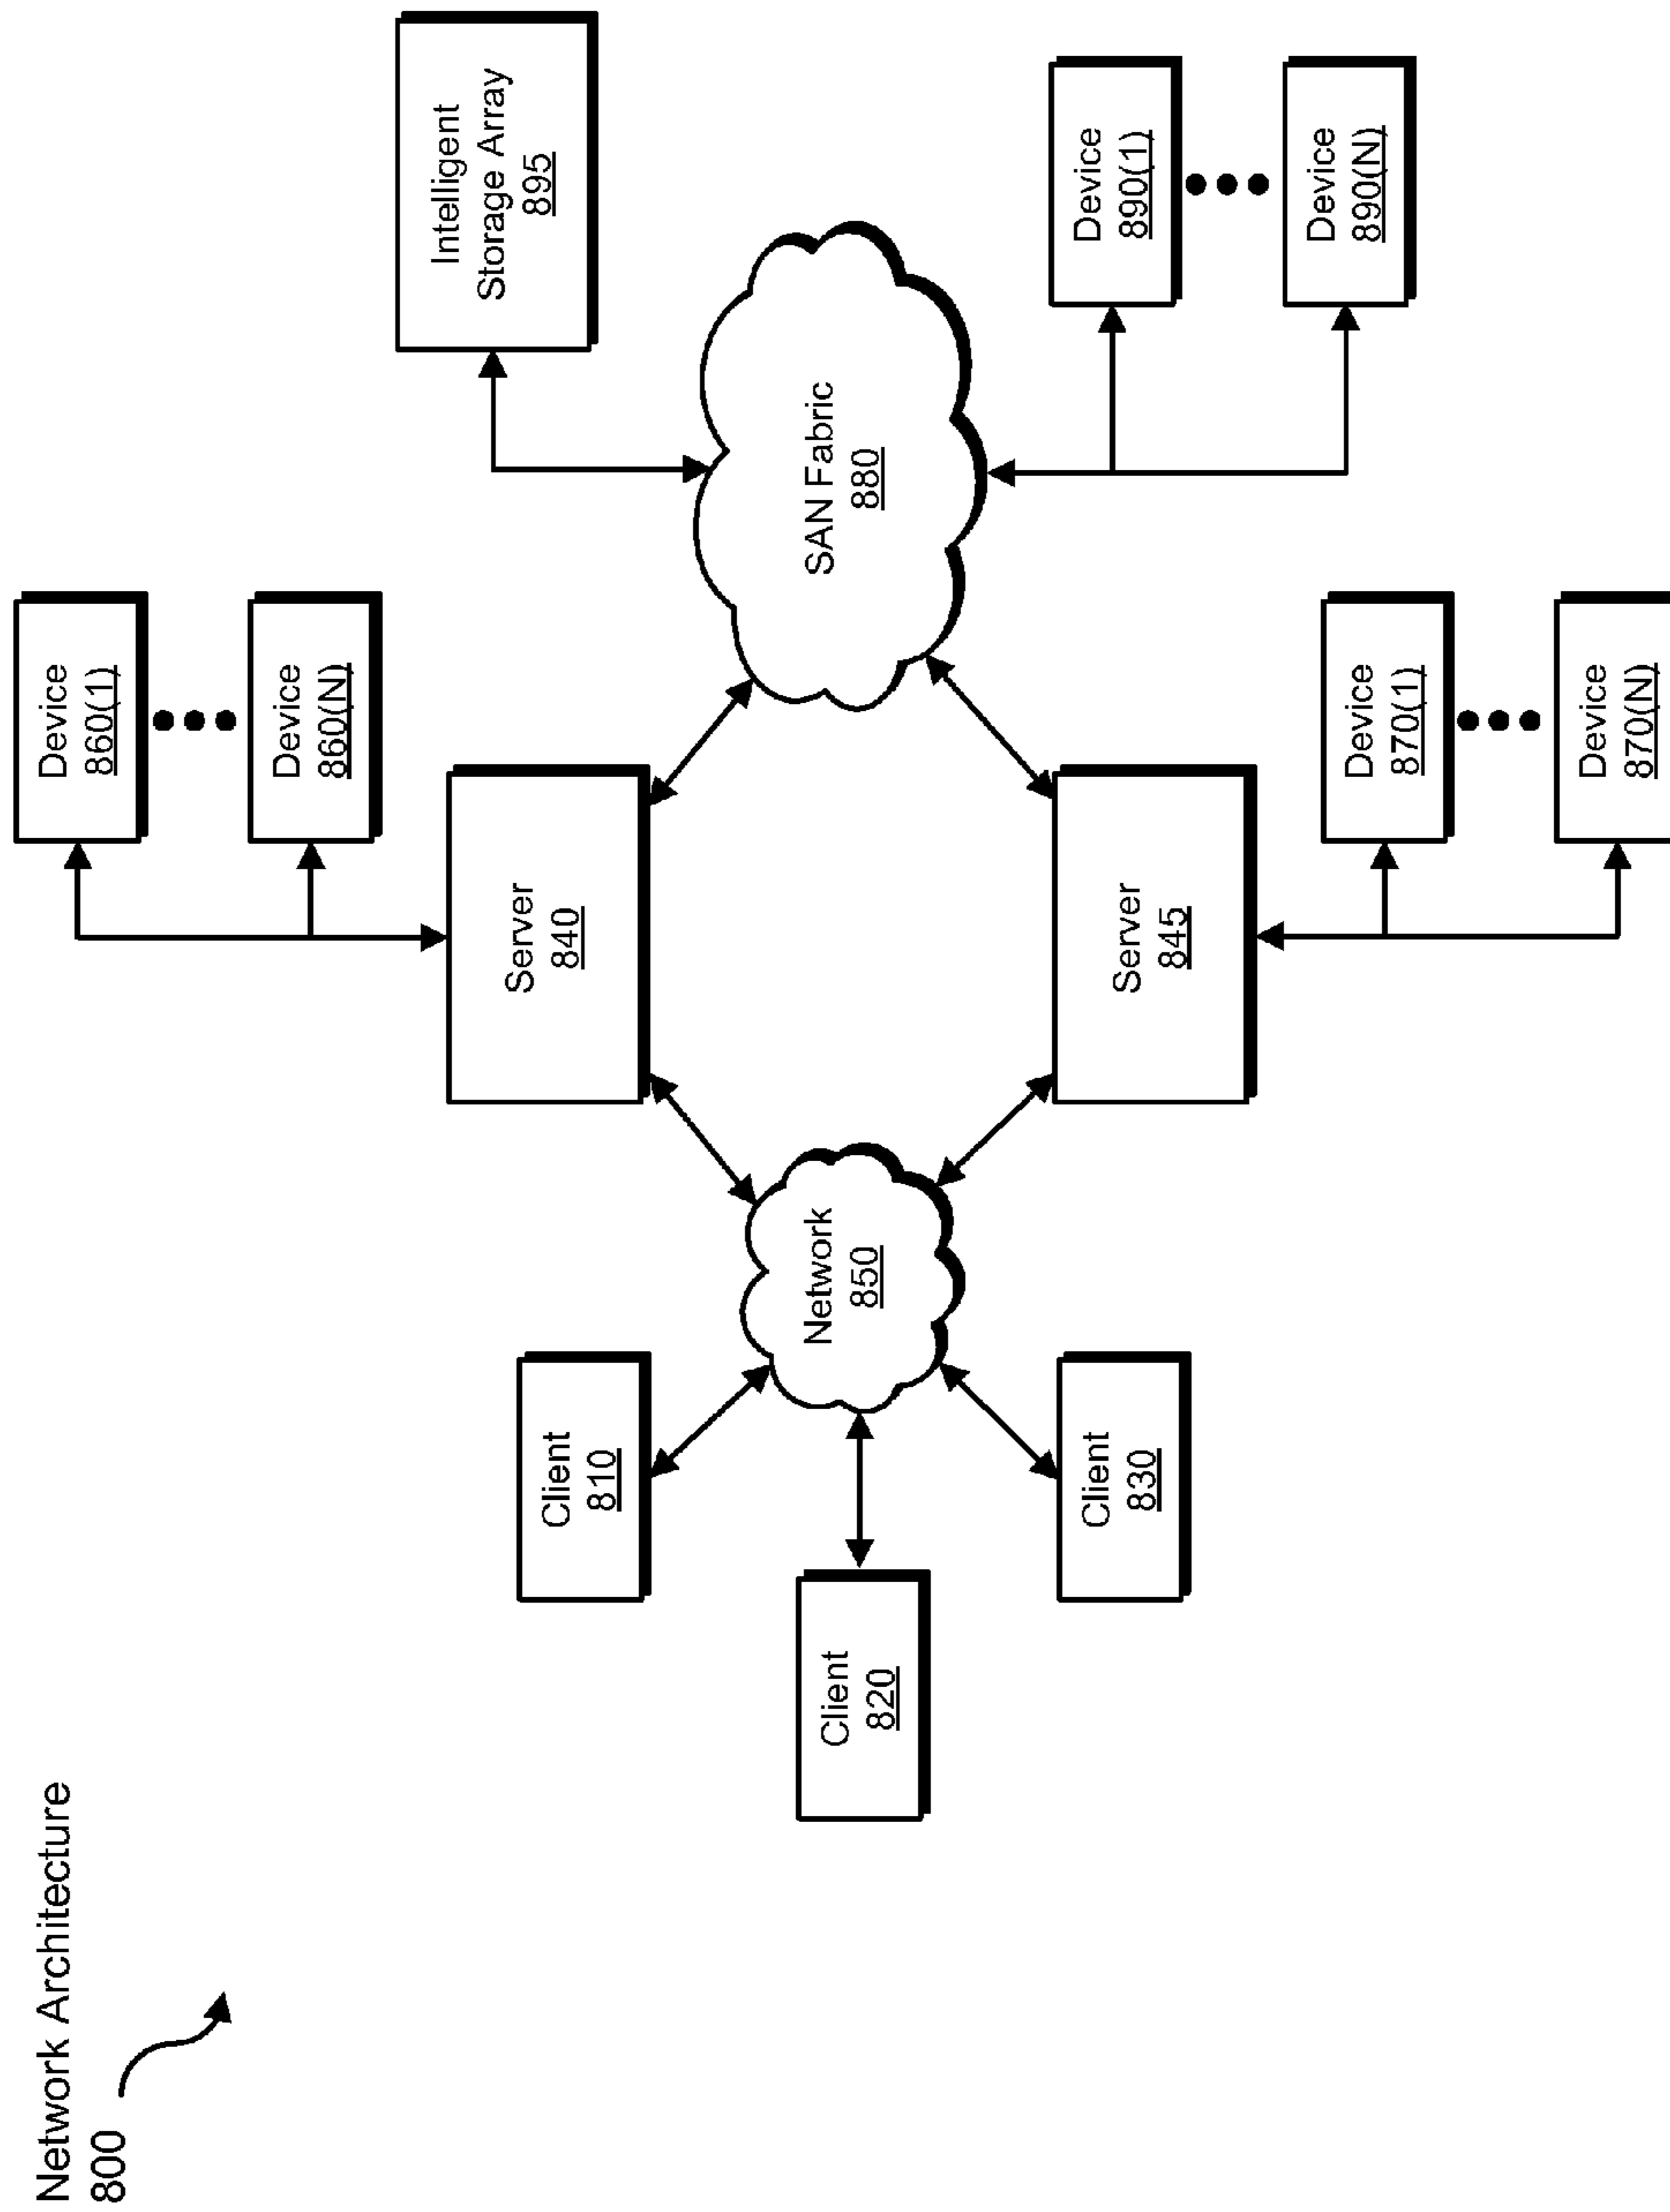 Network Architecture
800
Device
860(1)
Device
860(N)
Intelligent
Storage Array
895
Server
840
Client
810
Client
820
Network
850
SAN Fabric
880
Client
830
Server
845
Device
890(1)
Device
890(N)
Device
870(1)
Device
870(N)